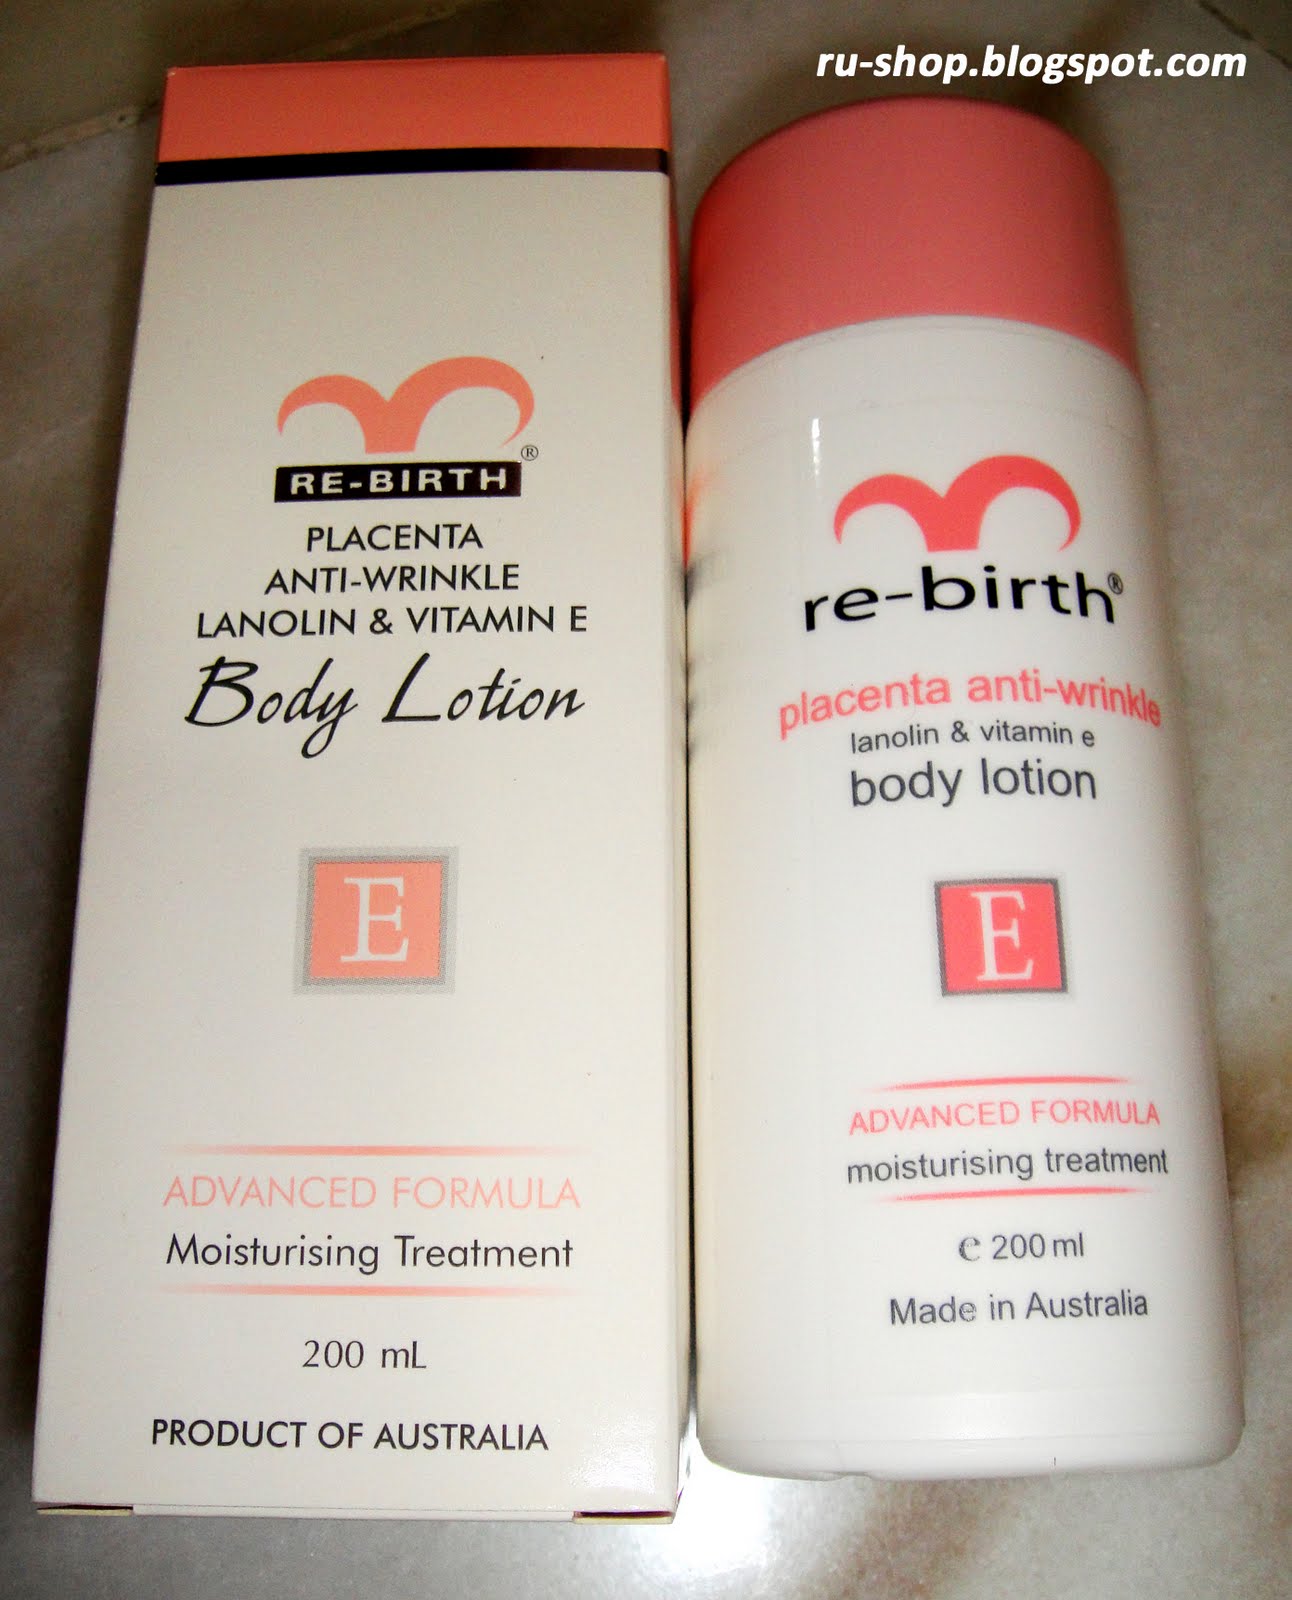 ru-shop.blogspot.com
RE-BIRTH®
PLACENTA
ANTI-WRINKLE
LANOLIN & VITAMIN E
Body Lotion
E
ADVANCED FORMULA
Moisturising Treatment
200 mL
PRODUCT OF AUSTRALIA
re-birth®
placenta anti-wrinkle
lanolin & vitamin e
body lotion
E
ADVANCED FORMULA
moisturising treatment
℮ 200 ml
Made in Australia